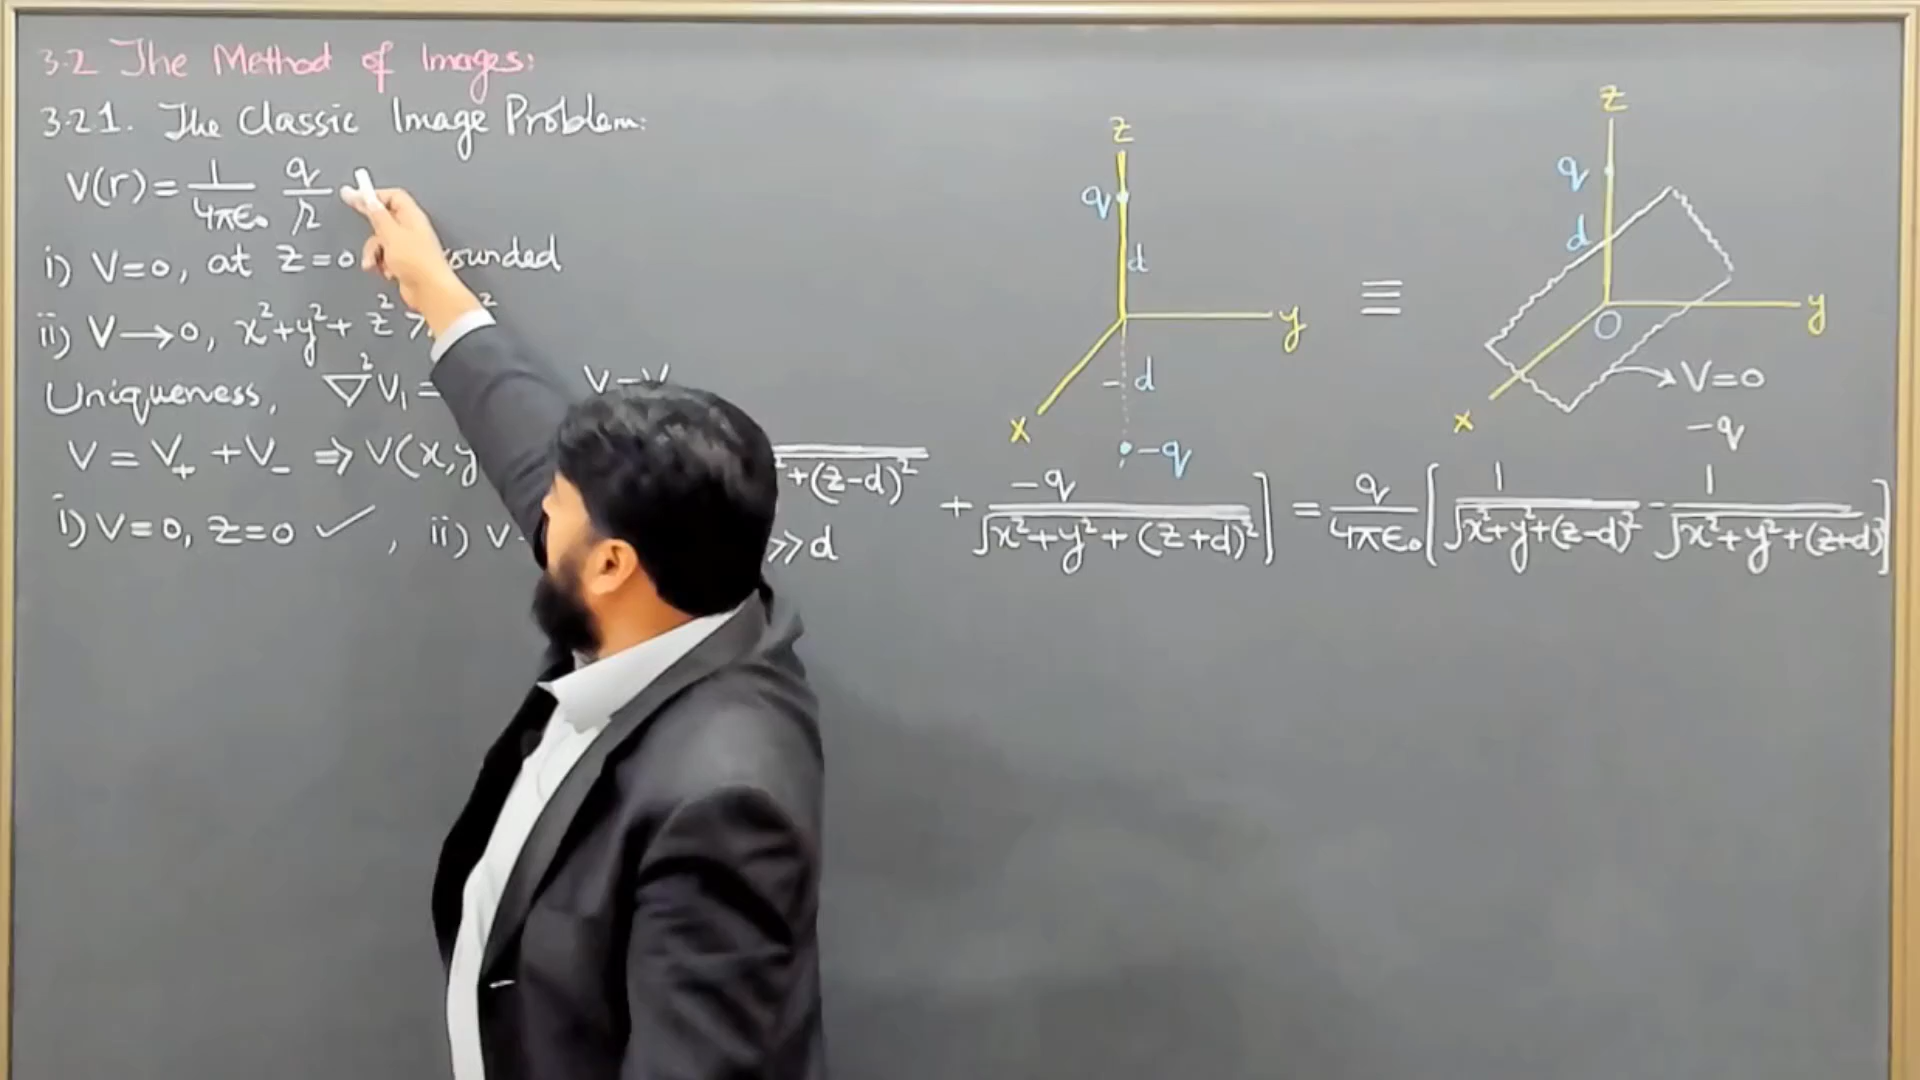 3.2 The Method of Images:
3.2.1. The Classic Image Problem:
V(r) = 1/4πε₀ q/r
i) V=0, at z=0
ii) V→0, x²+y²+z² >> ²
Uniqueness, ∇²V₁ = V-V
V = V₊ + V₋ ⇒ V(x,y ²+(z-d)² + -q/√x²+y²+(z+d)² ] = q/4πε₀ [ 1/√x²+y²+(z-d)² - 1/√x²+y²+(z+d)² ]
i) V=0, z=0 ✓, ii) V >>d
z
q
d
y
d
x
-q
≡
z
q
d
y
O
V=0
x
-q